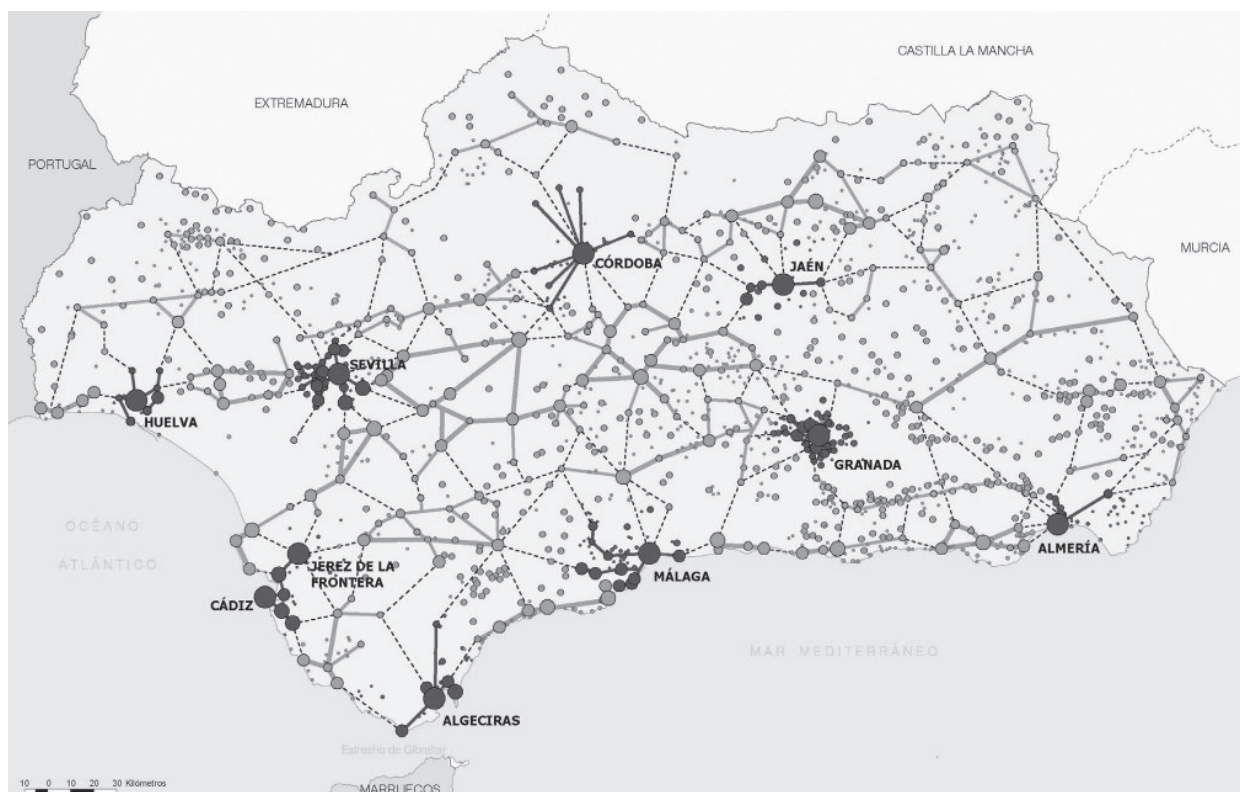 CASTILLA LA MANCHA
EXTREMADURA
PORTUGAL
MURCIA
CÓRDOBA
JAÉN
SEVILLA
HUELVA
GRANADA
OCÉANO
ATLÁNTICO
ALMERÍA
JEREZ DE LA
FRONTERA
MÁLAGA
CÁDIZ
MAR MEDITERRÁNEO
ALGECIRAS
Estrecho de Gibraltar
MARRUECOS
10 0 10 20 30 Kilómetros